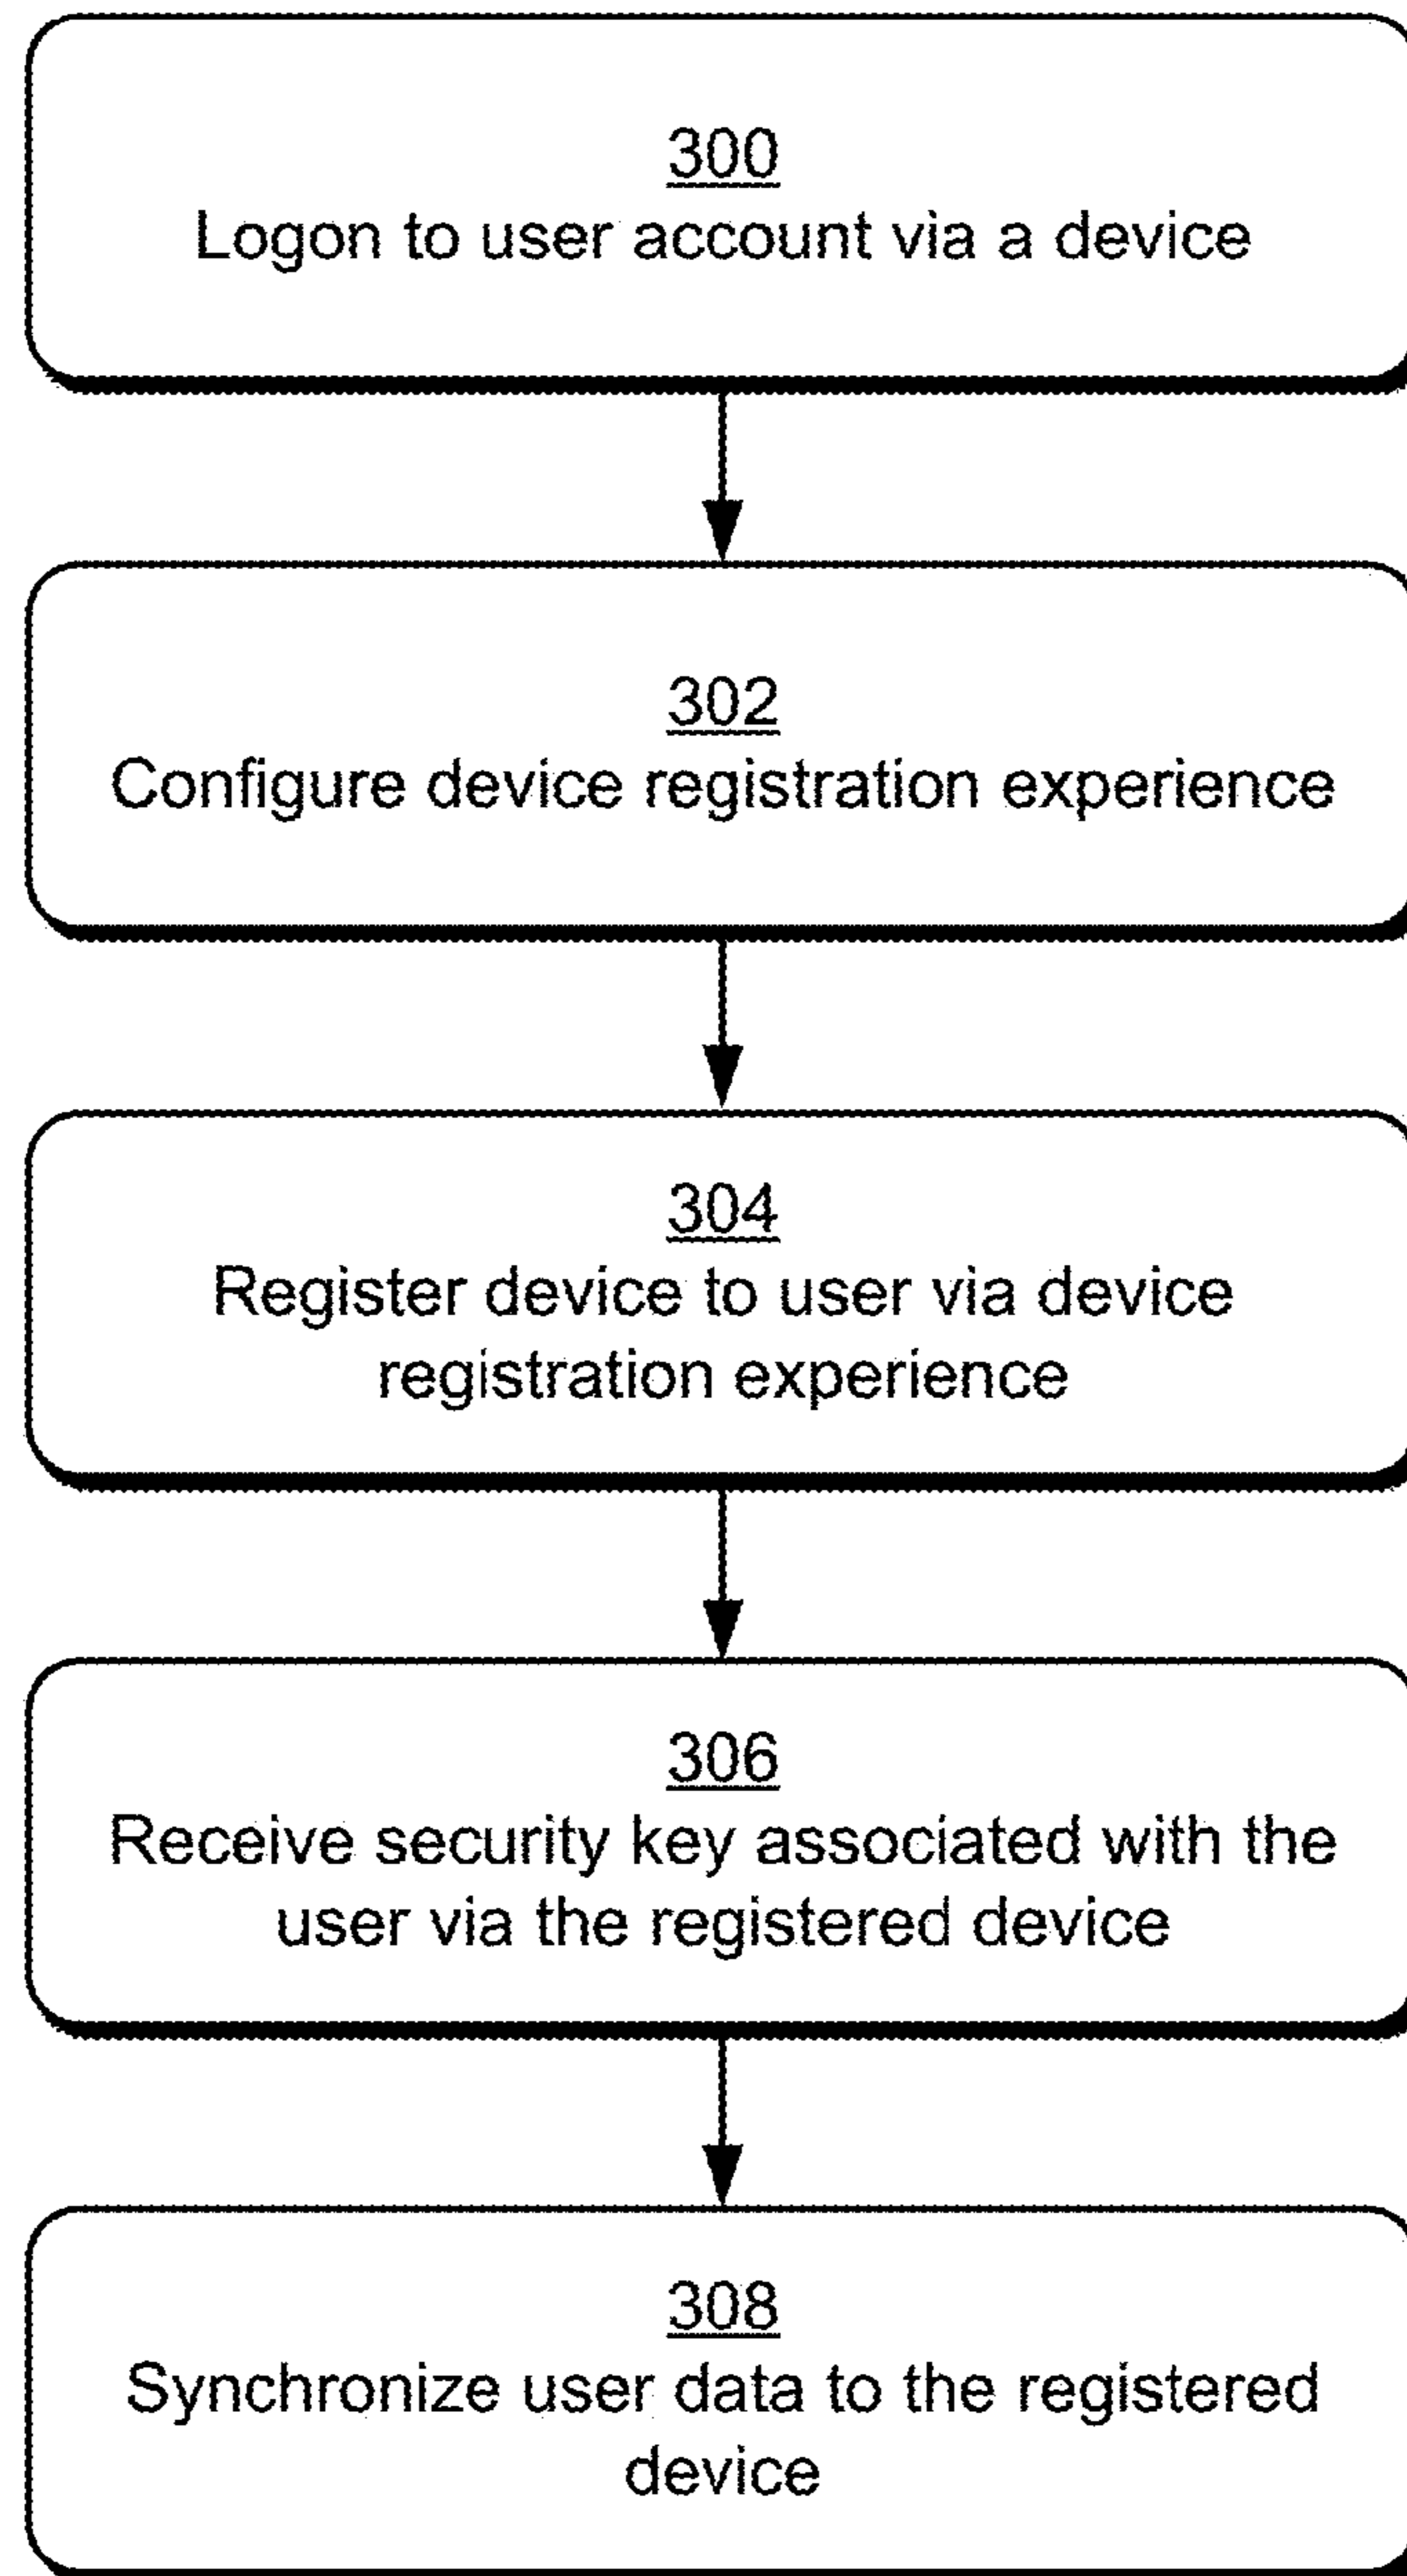 300
Logon to user account via a device
302
Configure device registration experience
304
Register device to user via device
registration experience
306
Receive security key associated with the
user via the registered device
308
Synchronize user data to the registered
device